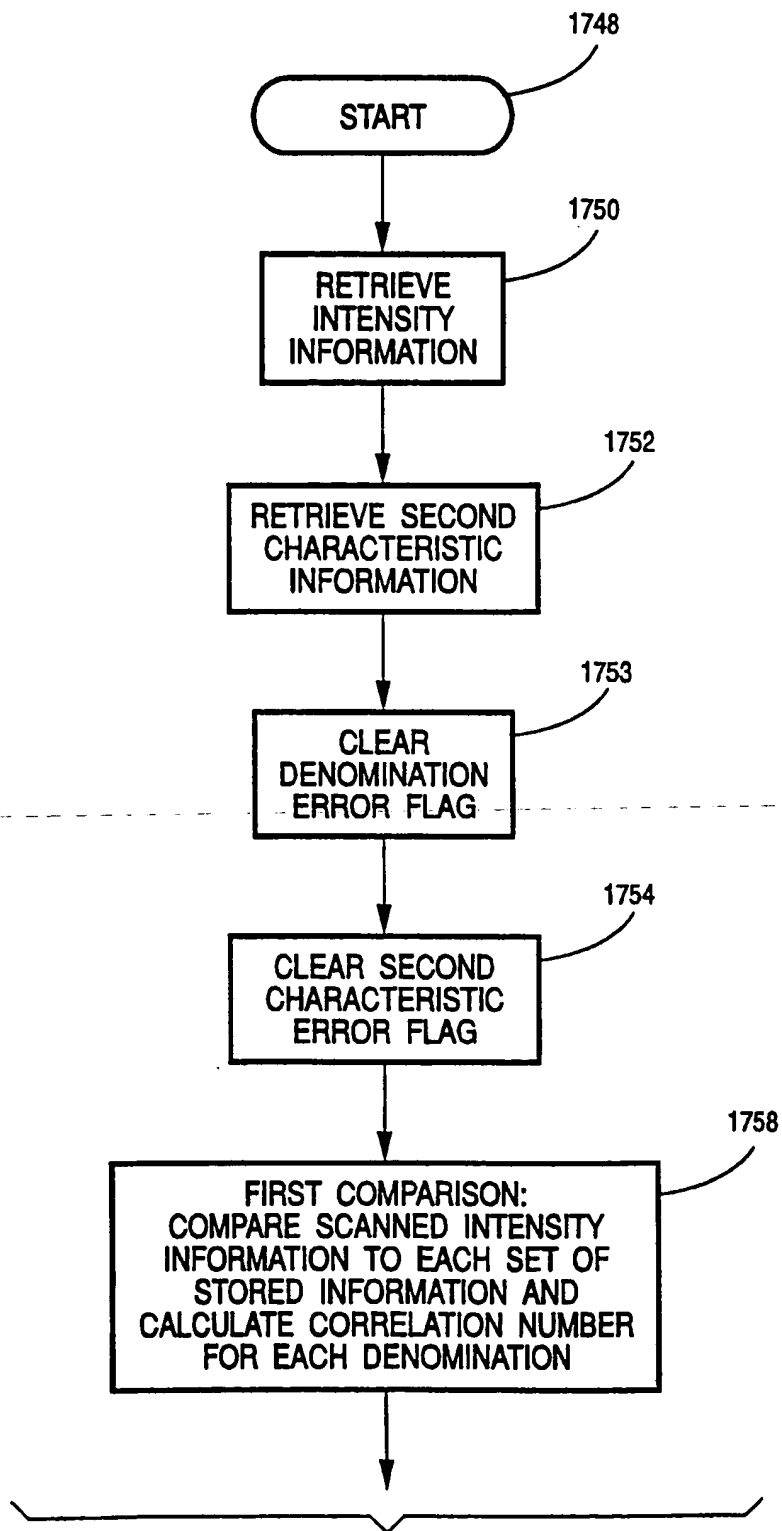 1748
START
1750
RETRIEVE
INTENSITY
INFORMATION
1752
RETRIEVE SECOND
CHARACTERISTIC
INFORMATION
1753
CLEAR
DENOMINATION
ERROR FLAG
1754
CLEAR SECOND
CHARACTERISTIC
ERROR FLAG
1758
FIRST COMPARISON:
COMPARE SCANNED INTENSITY
INFORMATION TO EACH SET OF
STORED INFORMATION AND
CALCULATE CORRELATION NUMBER
FOR EACH DENOMINATION